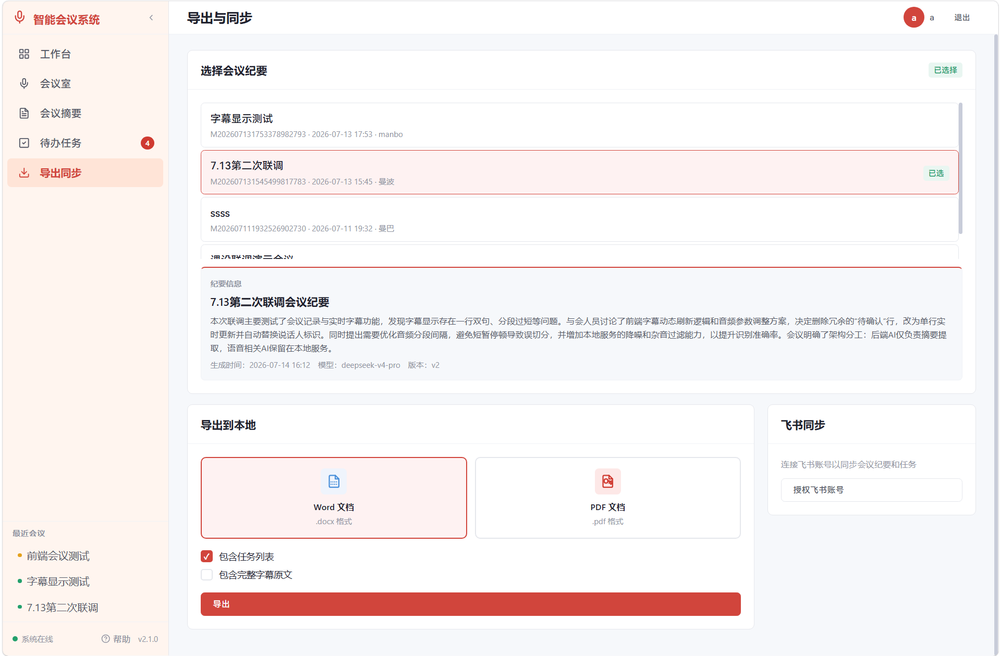 智能会议系统
工作台
会议室
会议摘要
待办任务
4
导出同步
最近会议
前端会议测试
字幕显示测试
7.13第二次联调
系统在线
帮助
v2.1.0
导出与同步
a
a
退出
选择会议纪要
已选择
字幕显示测试
M202607131753378982793 · 2026-07-13 17:53 · manbo
7.13第二次联调
M202607131545499817783 · 2026-07-13 15:45 · 曼波
已选
ssss
M202607111932526902730 · 2026-07-11 19:32 · 曼巴
课设联调演示会议
纪要信息
7.13第二次联调会议纪要
本次联调主要测试了会议记录与实时字幕功能，发现字幕显示存在一行双句、分段过短等问题。与会人员讨论了前端字幕动态刷新逻辑和音频参数调整方案，决定删除冗余的“待确认”行，改为单行实
时更新并自动替换说话人标识。同时提出需要优化音频分段间隔，避免短暂停顿导致误切分，并增加本地服务的降噪和杂音过滤能力，以提升识别准确率。会议明确了架构分工：后端AI仅负责摘要提
取，语音相关AI保留在本地服务。
生成时间：2026-07-14 16:12 模型：deepseek-v4-pro 版本：v2
导出到本地
Word 文档
.docx 格式
PDF 文档
.pdf 格式
包含任务列表
包含完整字幕原文
导出
飞书同步
连接飞书账号以同步会议纪要和任务
授权飞书账号